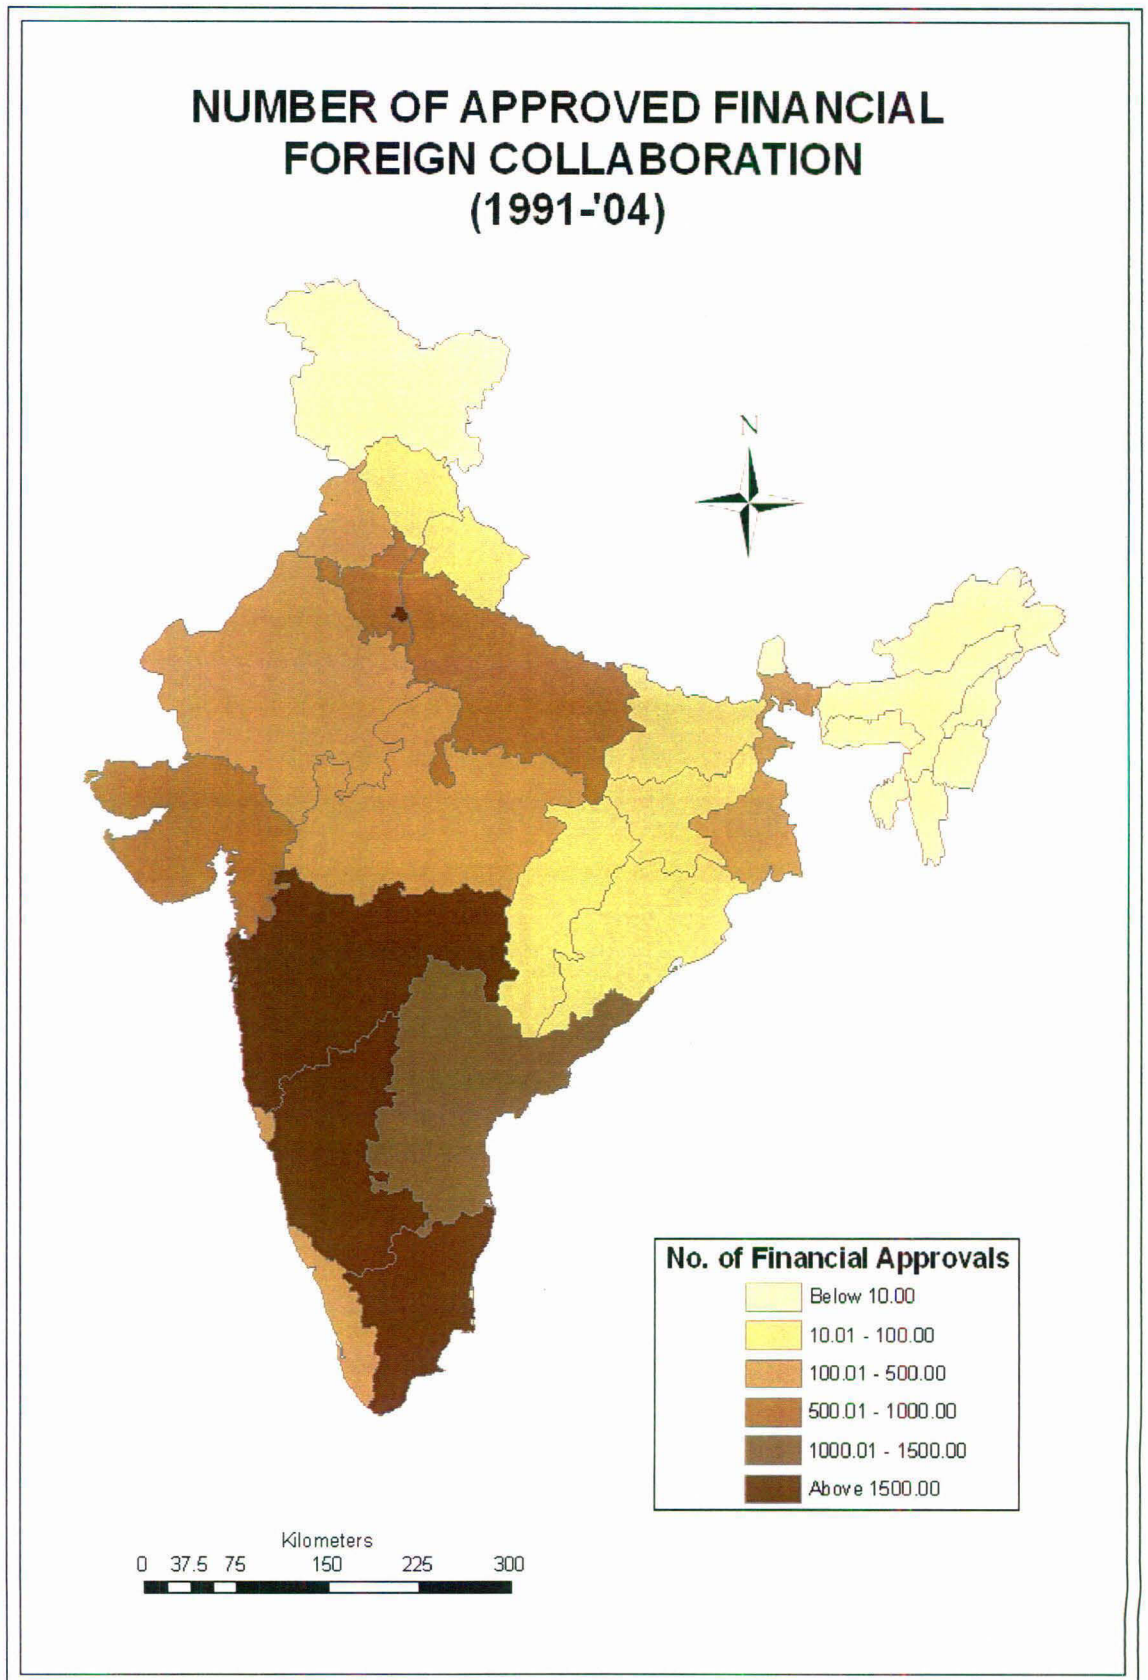 NUMBER OF APPROVED FINANCIAL
FOREIGN COLLABORATION
(1991-'04)
N
No. of Financial Approvals
Below 10.00
10.01 - 100.00
100.01 - 500.00
500.01 - 1000.00
1000.01 - 1500.00
Above 1500.00
Kilometers
0 37.5 75 150 225 300